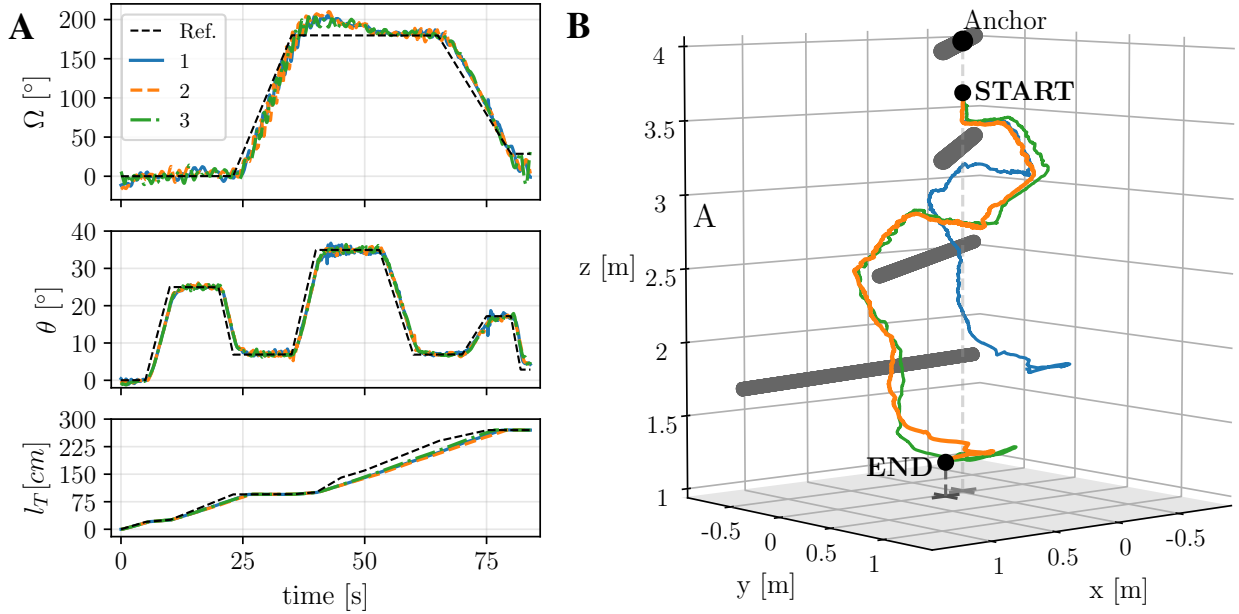 A
Ω [°]
200
150
100
50
0
Ref.
1
2
3
θ [°]
40
30
20
10
0
l_T [cm]
300
225
150
75
0
0
25
50
75
time [s]
B
Anchor
START
A
END
z [m]
4
3.5
3
2.5
2
1.5
1
-0.5
0
0.5
1
y [m]
1
0.5
0
-0.5
x [m]